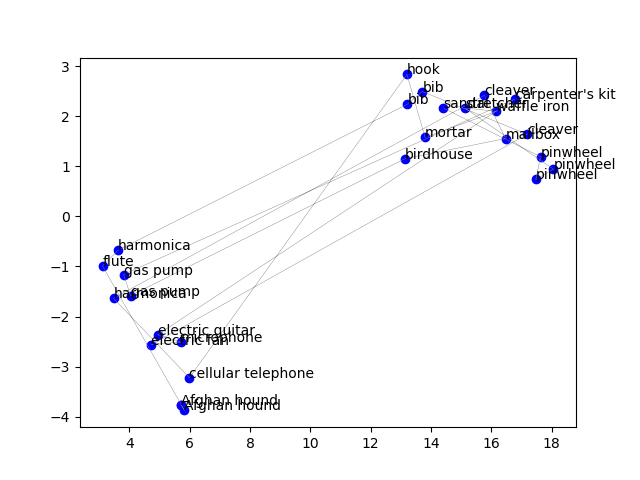 3
2
1
0
−1
−2
−3
−4
4
6
8
10
12
14
16
18
hook
bib
bib
cleaver
carpenter's kit
sandal
stretcher
waffle iron
mortar
mailbox
cleaver
birdhouse
pinwheel
pinwheel
pinwheel
harmonica
flute
gas pump
gas pump
harmonica
electric guitar
microphone
electric fan
cellular telephone
Afghan hound
Afghan hound